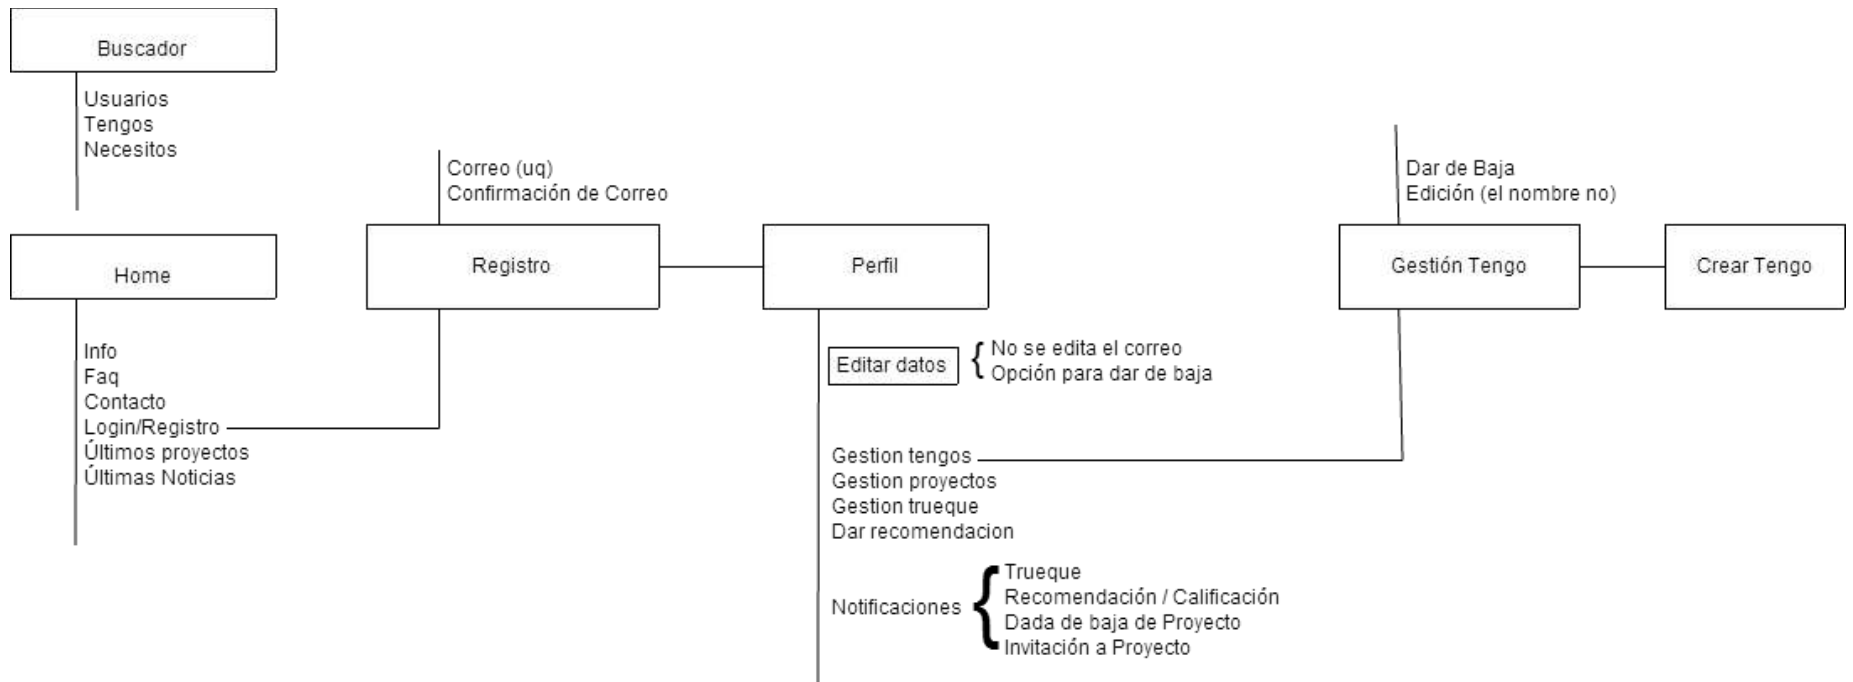 Buscador
Usuarios
Tengos
Necesitos
Home
Info
Faq
Contacto
Login/Registro
Últimos proyectos
Últimas Noticias
Correo (uq)
Confirmación de Correo
Registro
Perfil
Editar datos
No se edita el correo
Opción para dar de baja
Gestion tengos
Gestion proyectos
Gestion trueque
Dar recomendacion
Notificaciones
Trueque
Recomendación / Calificación
Dada de baja de Proyecto
Invitación a Proyecto
Dar de Baja
Edición (el nombre no)
Gestión Tengo
Crear Tengo